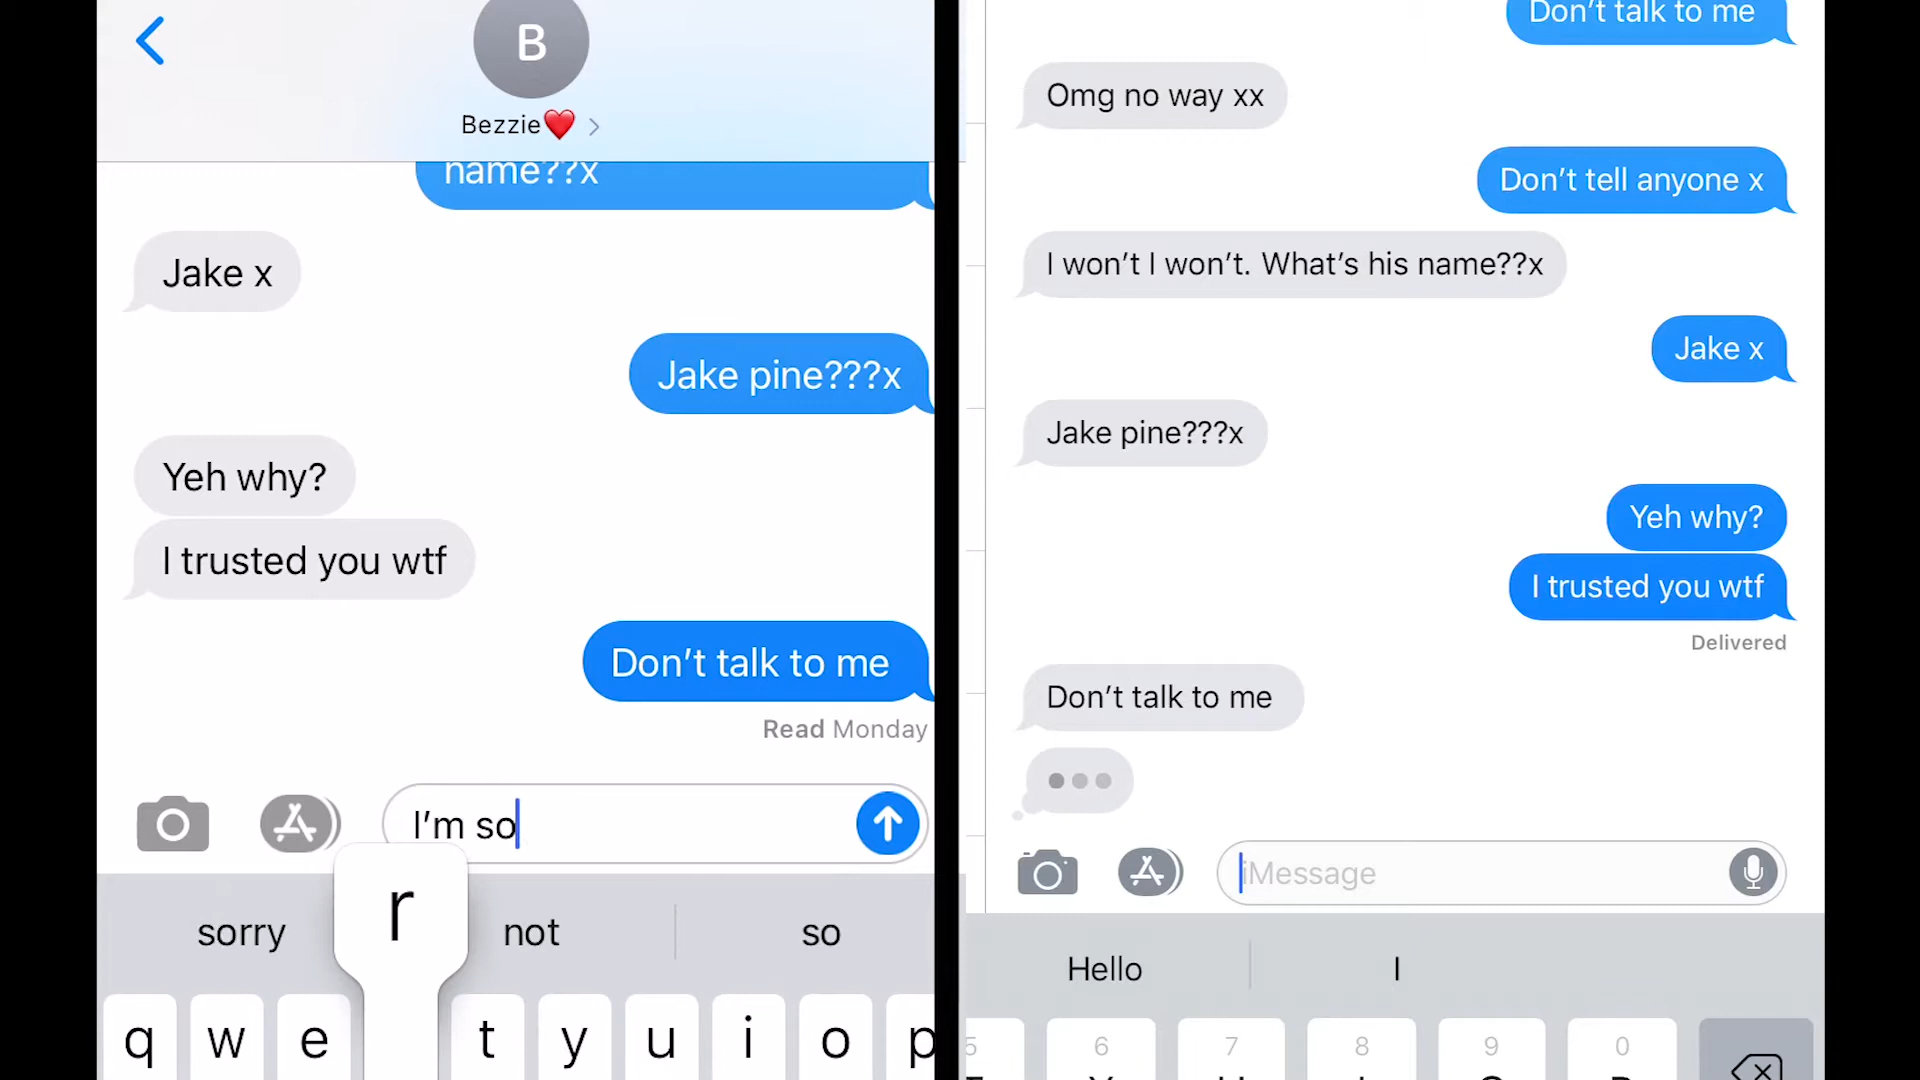 B
Bezzie❤️
name??x
Jake x
Jake pine???x
Yeh why?
I trusted you wtf
Don't talk to me
Read Monday
I'm so
r
sorry
not
so
q w e t y u i o p
Don't talk to me
Omg no way xx
Don't tell anyone x
I won't I won't. What's his name??x
Jake x
Jake pine???x
Yeh why?
I trusted you wtf
Delivered
Don't talk to me
iMessage
Hello
I
5 6 7 8 9 0